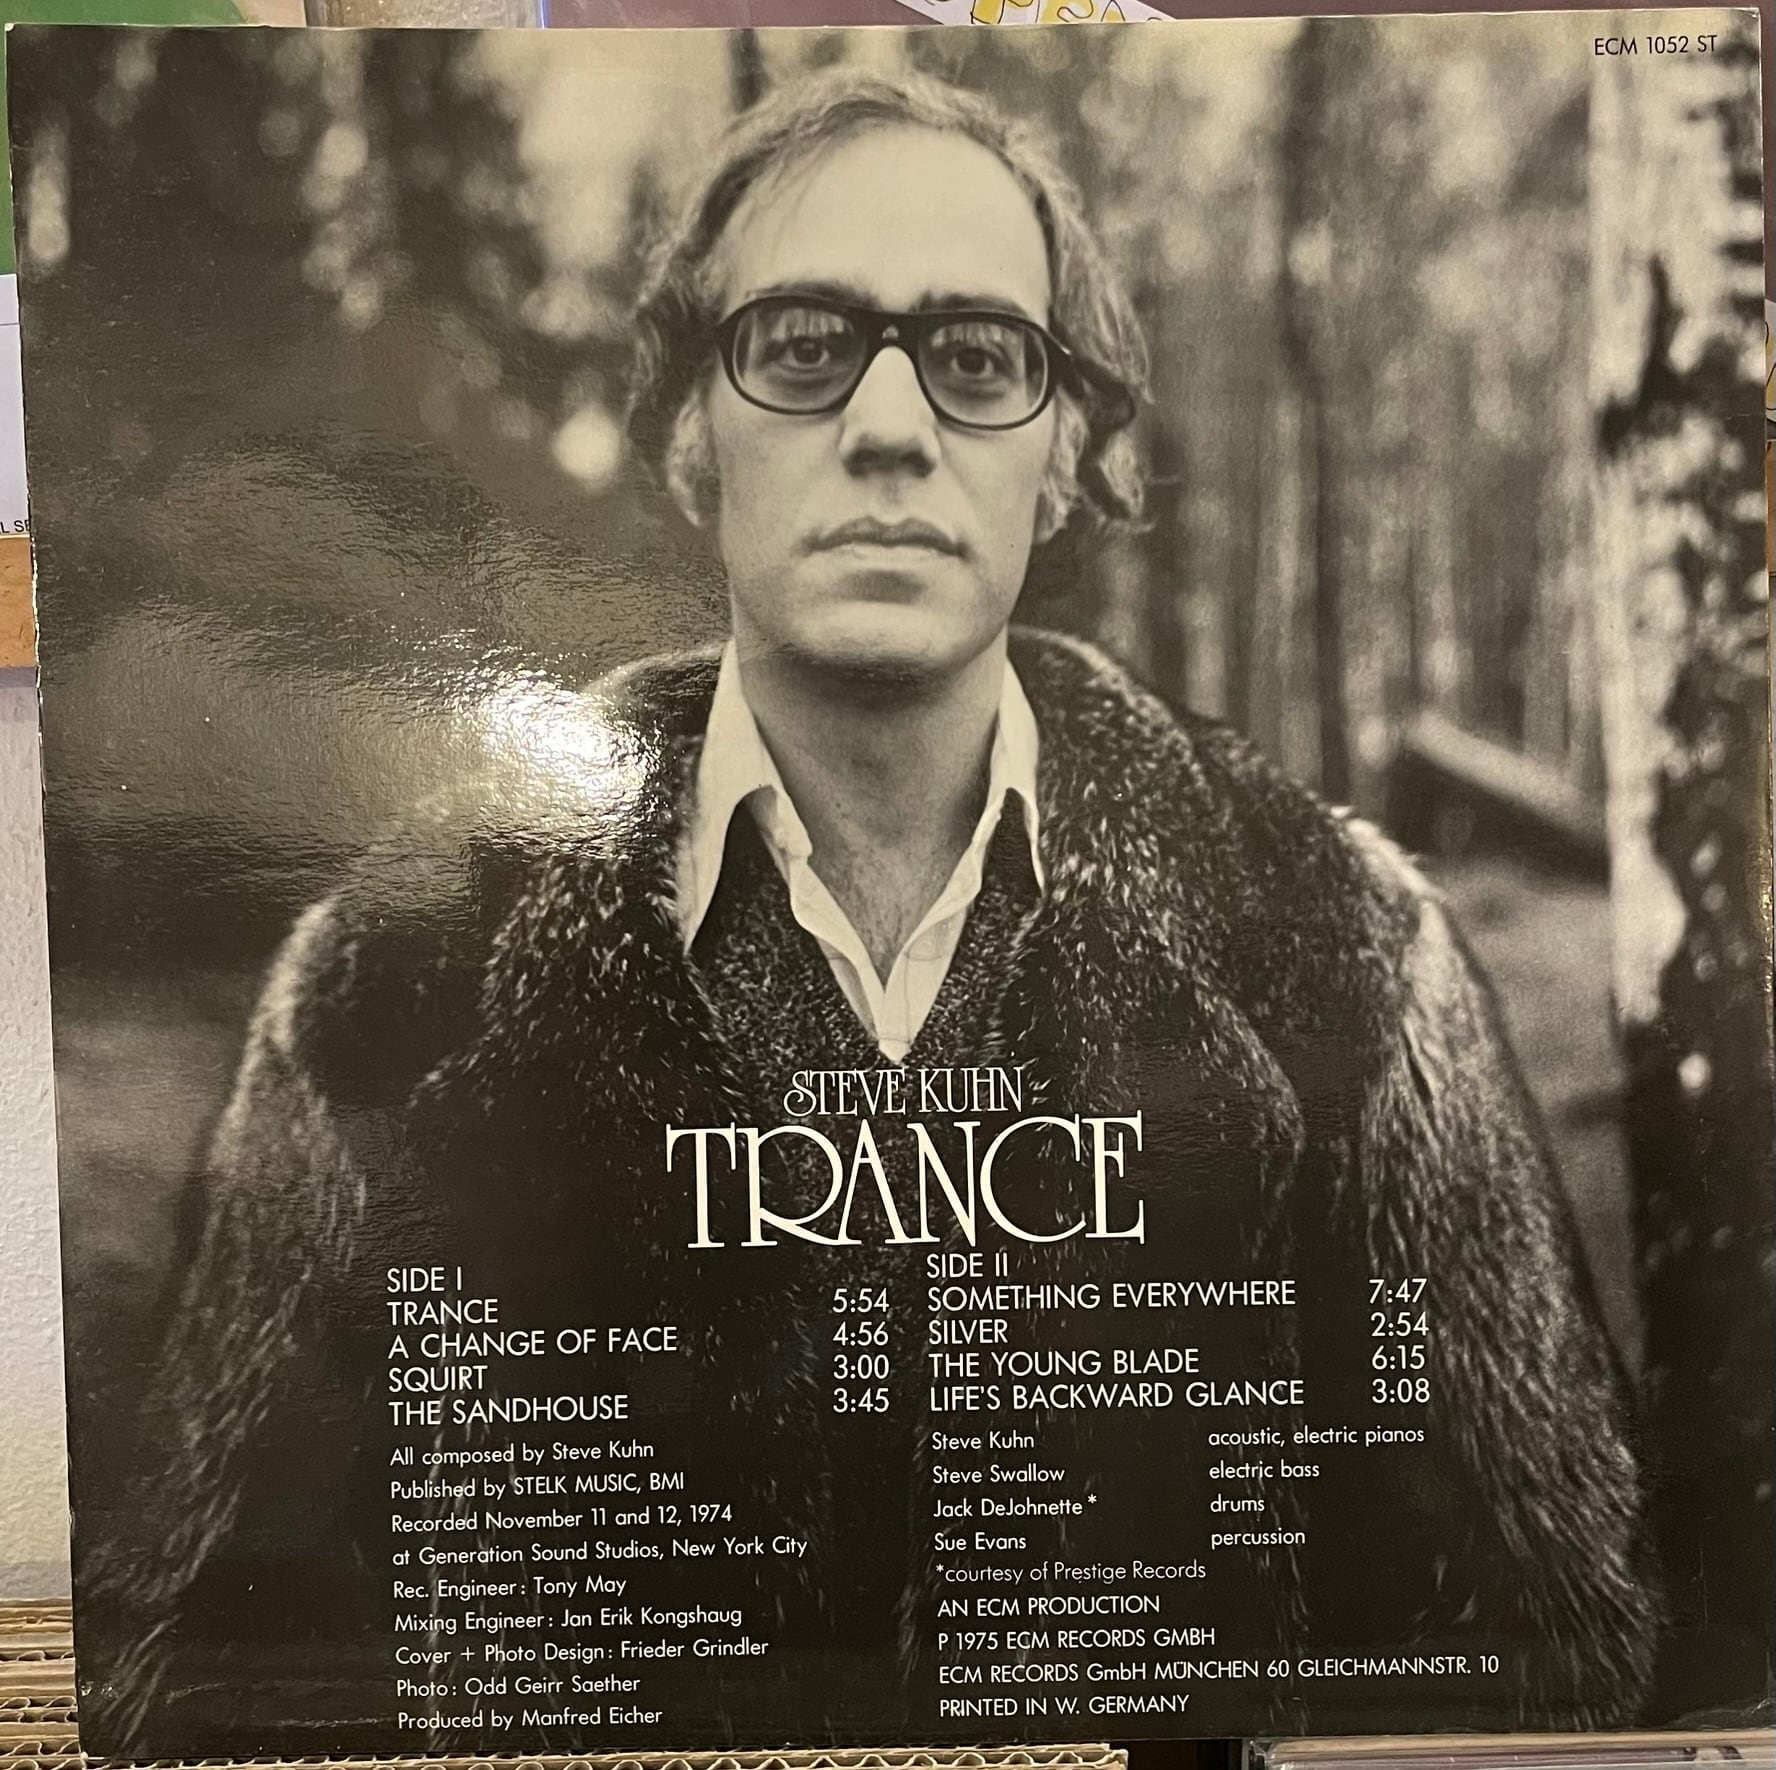 ECM 1052 ST
STEVE KUHN
TRANCE
SIDE I
TRANCE 5:54
A CHANGE OF FACE 4:56
SQUIRT 3:00
THE SANDHOUSE 3:45
All composed by Steve Kuhn
Published by STELK MUSIC, BMI
Recorded November 11 and 12, 1974
at Generation Sound Studios, New York City
Rec. Engineer: Tony May
Mixing Engineer: Jan Erik Kongshaug
Cover + Photo Design: Frieder Grindler
Photo: Odd Geirr Saether
Produced by Manfred Eicher
SIDE II
SOMETHING EVERYWHERE 7:47
SILVER 2:54
THE YOUNG BLADE 6:15
LIFE'S BACKWARD GLANCE 3:08
Steve Kuhn acoustic, electric pianos
Steve Swallow electric bass
Jack DeJohnette* drums
Sue Evans percussion
*courtesy of Prestige Records
AN ECM PRODUCTION
P 1975 ECM RECORDS GMBH
ECM RECORDS GmbH MÜNCHEN 60 GLEICHMANNSTR. 10
PRINTED IN W. GERMANY